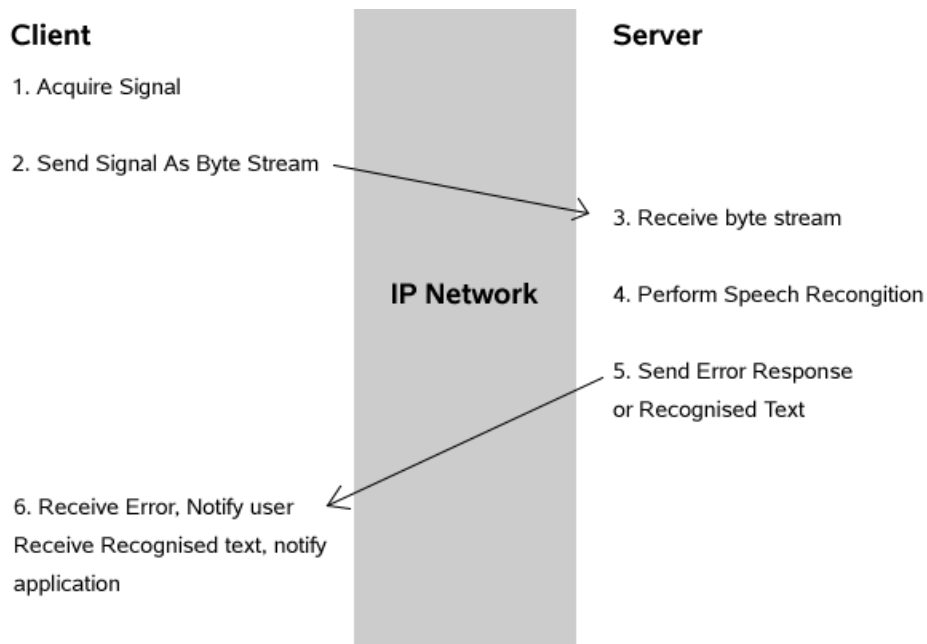 Client
1. Acquire Signal
2. Send Signal As Byte Stream
IP Network
Server
3. Receive byte stream
4. Perform Speech Recongition
5. Send Error Response
or Recognised Text
6. Receive Error, Notify user
Receive Recognised text, notify
application